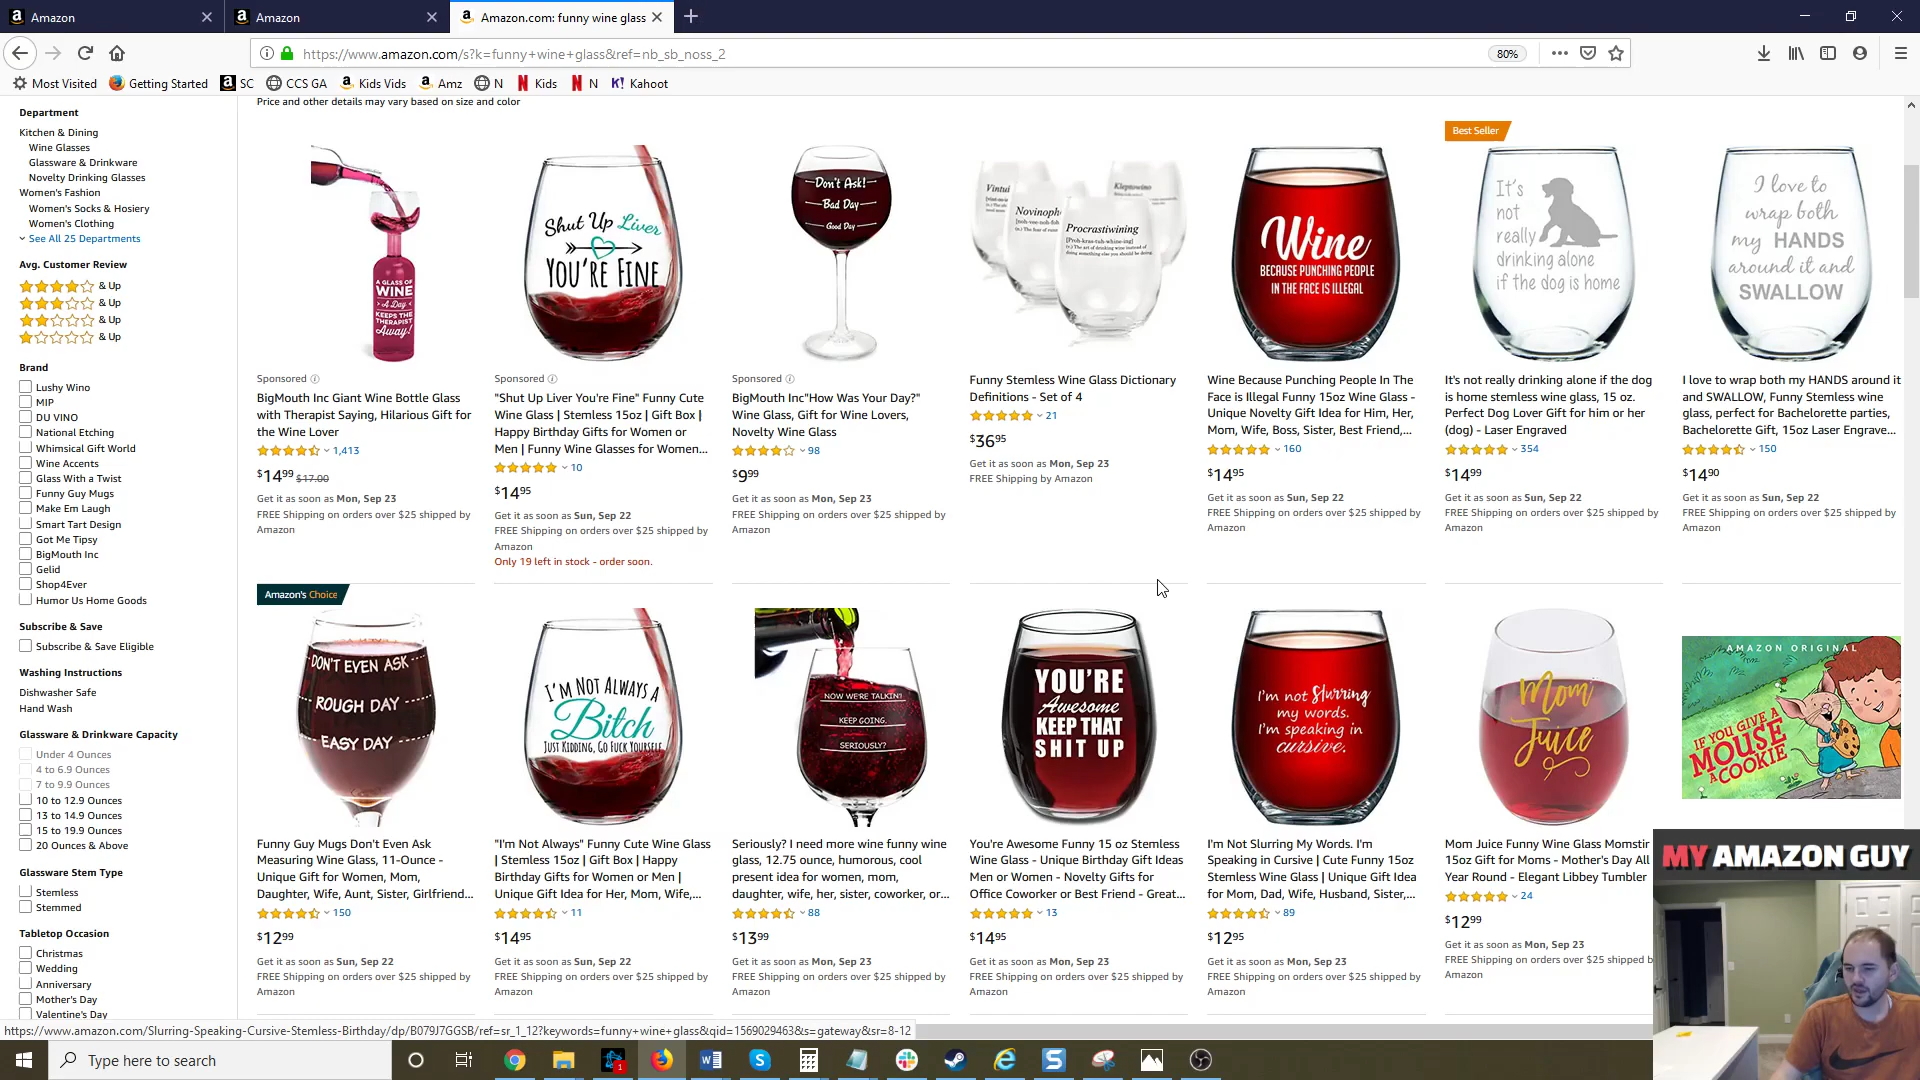 Amazon
Amazon
Amazon.com: funny wine glass
https://www.amazon.com/s?k=funny+wine+glass&ref=nb_sb_noss_2
80%
Most Visited
Getting Started
SC
CCS GA
Kids Vids
Amz
N
Kids
N
Kahoot
Price and other details may vary based on size and color
Department
Kitchen & Dining
Wine Glasses
Glassware & Drinkware
Novelty Drinking Glasses
Women's Fashion
Women's Socks & Hosiery
Women's Clothing
See All 25 Departments
Avg. Customer Review
& Up
& Up
& Up
& Up
Brand
Lushy Wino
MIP
DU VINO
National Etching
Whimsical Gift World
Wine Accents
Glass With a Twist
Funny Guy Mugs
Make Em Laugh
Smart Tart Design
Got Me Tipsy
BigMouth Inc
Gelid
Shop4Ever
Humor Us Home Goods
Subscribe & Save
Subscribe & Save Eligible
Washing Instructions
Dishwasher Safe
Hand Wash
Glassware & Drinkware Capacity
Under 4 Ounces
4 to 6.9 Ounces
7 to 9.9 Ounces
10 to 12.9 Ounces
13 to 14.9 Ounces
15 to 19.9 Ounces
20 Ounces & Above
Glassware Stem Type
Stemless
Stemmed
Tabletop Occasion
Christmas
Wedding
Anniversary
Mother's Day
Valentine's Day
A GLASS OF
WINE
A Day
KEEPS THE
THERAPIST
Away!
Sponsored
BigMouth Inc Giant Wine Bottle Glass
with Therapist Saying, Hilarious Gift for
the Wine Lover
1,413
$14.99 $17.00
Get it as soon as Mon, Sep 23
FREE Shipping on orders over $25 shipped by
Amazon
Shut Up Liver
YOU'RE FINE
Sponsored
"Shut Up Liver You're Fine" Funny Cute
Wine Glass | Stemless 15oz | Gift Box |
Happy Birthday Gifts for Women or
Men | Funny Wine Glasses for Women...
10
$14.95
Get it as soon as Sun, Sep 22
FREE Shipping on orders over $25 shipped by
Amazon
Only 19 left in stock - order soon.
Don't Ask!
Bad Day
Good Day
Sponsored
BigMouth Inc"How Was Your Day?"
Wine Glass, Gift for Wine Lovers,
Novelty Wine Glass
98
$9.99
Get it as soon as Mon, Sep 23
FREE Shipping on orders over $25 shipped by
Amazon
Kleptowino
Procrastiwining
Funny Stemless Wine Glass Dictionary
Definitions - Set of 4
21
$36.95
Get it as soon as Mon, Sep 23
FREE Shipping by Amazon
Wine
BECAUSE PUNCHING PEOPLE
IN THE FACE IS ILLEGAL
Wine Because Punching People In The
Face is Illegal Funny 15oz Wine Glass -
Unique Novelty Gift Idea for Him, Her,
Mom, Wife, Boss, Sister, Best Friend,...
160
$14.95
Get it as soon as Sun, Sep 22
FREE Shipping on orders over $25 shipped by
Amazon
Best Seller
It's
not
really
drinking alone
if the dog is home
It's not really drinking alone if the dog
is home stemless wine glass, 15 oz.
Perfect Dog Lover Gift for him or her
(dog) - Laser Engraved
354
$14.99
Get it as soon as Sun, Sep 22
FREE Shipping on orders over $25 shipped by
Amazon
I love to
wrap both
my HANDS
around it and
SWALLOW
I love to wrap both my HANDS around it
and SWALLOW, Funny Stemless wine
glass, perfect for Bachelorette parties,
Bachelorette Gift, 15oz Laser Engrave...
150
$14.90
Get it as soon as Sun, Sep 22
FREE Shipping on orders over $25 shipped by
Amazon
Amazon's Choice
DON'T EVEN ASK
ROUGH DAY
EASY DAY
Funny Guy Mugs Don't Even Ask
Measuring Wine Glass, 11-Ounce -
Unique Gift for Women, Mom,
Daughter, Wife, Aunt, Sister, Girlfriend...
150
$12.99
Get it as soon as Sun, Sep 22
FREE Shipping on orders over $25 shipped by
Amazon
I'M NOT ALWAYS A
Bitch
JUST KIDDING, GO FUCK YOURSELF
"I'm Not Always" Funny Cute Wine Glass
| Stemless 15oz | Gift Box | Happy
Birthday Gifts for Women or Men |
Unique Gift Idea for Her, Mom, Wife,...
11
$14.95
Get it as soon as Sun, Sep 22
FREE Shipping on orders over $25 shipped by
Amazon
NOW WE'RE TALKIN'!
KEEP GOING.
SERIOUSLY?
Seriously? I need more wine funny wine
glass, 12.75 ounce, humorous, cool
present idea for women, mom,
daughter, wife, her, sister, coworker, or...
88
$13.99
Get it as soon as Mon, Sep 23
FREE Shipping on orders over $25 shipped by
Amazon
YOU'RE
Awesome
KEEP THAT
SHIT UP
You're Awesome Funny 15 oz Stemless
Wine Glass - Unique Birthday Gift Ideas
Men or Women - Novelty Gifts for
Office Coworker or Best Friend - Great...
13
$14.95
Get it as soon as Mon, Sep 23
FREE Shipping on orders over $25 shipped by
Amazon
I'm not Slurring
my words.
I'm speaking in
cursive.
I'm Not Slurring My Words. I'm
Speaking in Cursive | Cute Funny 15oz
Stemless Wine Glass | Unique Gift Idea
for Mom, Dad, Wife, Husband, Sister,...
89
$12.95
Get it as soon as Mon, Sep 23
FREE Shipping on orders over $25 shipped by
Amazon
Mom
Juice
Mom Juice Funny Wine Glass Momstir
15oz Gift for Moms - Mother's Day All
Year Round - Elegant Libbey Tumbler
24
$12.99
Get it as soon as Mon, Sep 23
FREE Shipping on orders over $25 shipped b
Amazon
AMAZON ORIGINAL
IF YOU GIVE A
MOUSE
A COOKIE
MY AMAZON GUY
https://www.amazon.com/Slurring-Speaking-Cursive-Stemless-Birthday/dp/B079J7GGSB/ref=sr_1_12?keywords=funny+wine+glass&qid=1569029463&s=gateway&sr=8-12
Type here to search
1